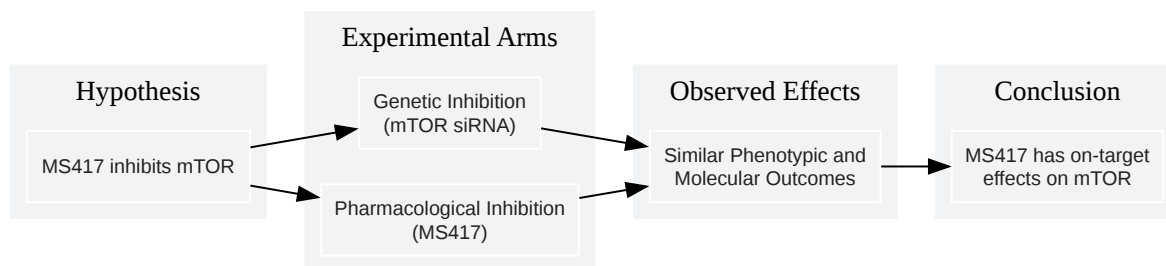 Hypothesis
MS417 inhibits mTOR
Experimental Arms
Genetic Inhibition
(mTOR siRNA)
Pharmacological Inhibition
(MS417)
Observed Effects
Similar Phenotypic and
Molecular Outcomes
Conclusion
MS417 has on-target
effects on mTOR